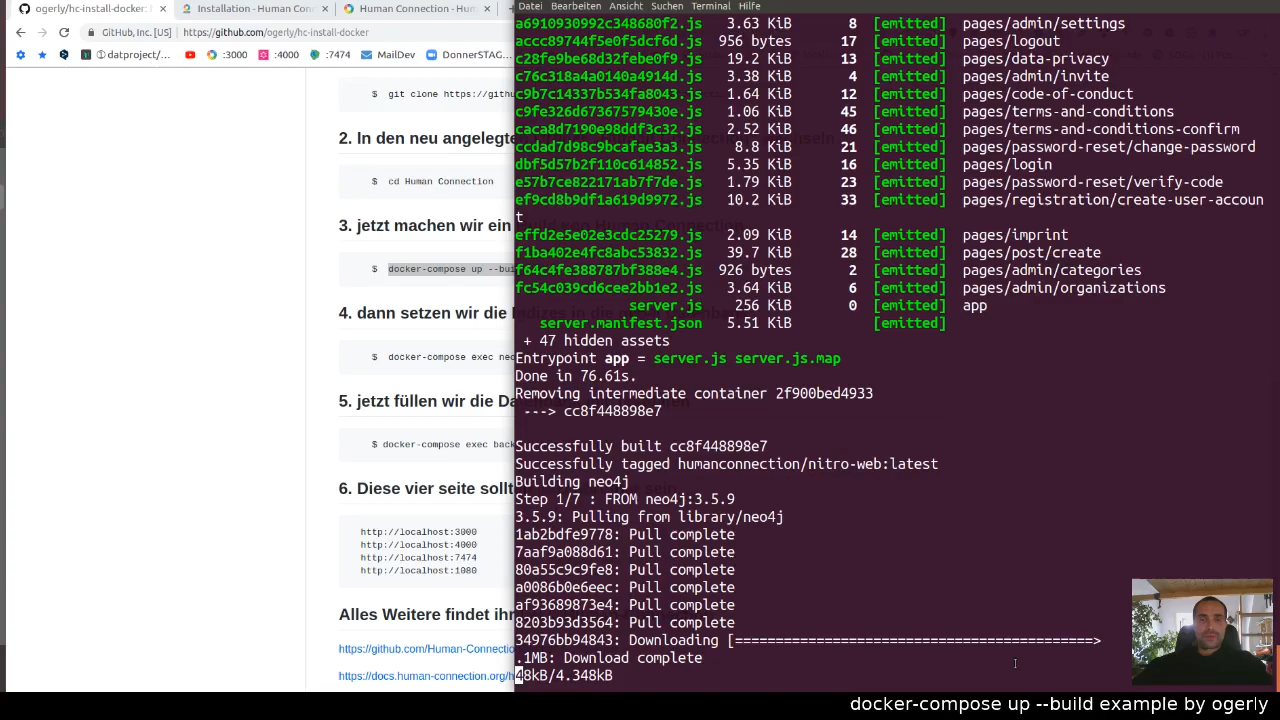 ogerly/hc-install-docker:
Installation - Human Conn
Human Connection - Hum
GitHub, Inc. [US]
https://github.com/ogerly/hc-install-docker
datproject/...
:3000
:4000
:7474
MailDev
DonnerSTAG...
$ git clone https://githu
2. In den neu angelegten
$ cd Human Connection
3. jetzt machen wir ein
$ docker-compose up --bui
4. dann setzen wir die
$ docker-compose exec neo
5. jetzt füllen wir die Da
$ docker-compose exec back
6. Diese vier seite sollt
http://localhost:3000
http://localhost:4000
http://localhost:7474
http://localhost:1080
Alles Weitere findet ihr
https://github.com/Human-Connectio
https://docs.human-connection.org/h
Datei Bearbeiten Ansicht Suchen Terminal Hilfe
a6910930992c348680f2.js 3.63 KiB 8 [emitted] pages/admin/settings
accc89744f5e0f5dcf6d.js 956 bytes 17 [emitted] pages/logout
c28fe9be68d32febe0f9.js 19.2 KiB 13 [emitted] pages/data-privacy
c76c318a4a0140a4914d.js 3.38 KiB 4 [emitted] pages/admin/invite
c9b7c14337b534fa8043.js 1.64 KiB 12 [emitted] pages/code-of-conduct
c9fe326d673675 79430e.js 1.06 KiB 45 [emitted] pages/terms-and-conditions
caca8d7190e98ddf3c32.js 2.52 KiB 46 [emitted] pages/terms-and-conditions-confirm
ccdad7d98c9bcafae3a3.js 8.8 KiB 21 [emitted] pages/password-reset/change-password
dbf5d57b2f110c614852.js 5.35 KiB 16 [emitted] pages/login
e57b7ce822171ab7f7de.js 1.79 KiB 23 [emitted] pages/password-reset/verify-code
ef9cd8b9df1a619d9972.js 10.2 KiB 33 [emitted] pages/registration/create-user-accoun
t
effd2e5e02e3cdc25279.js 2.09 KiB 14 [emitted] pages/imprint
f1ba402e4fc8abc53832.js 39.7 KiB 28 [emitted] pages/post/create
f64c4fe388787bf388e4.js 926 bytes 2 [emitted] pages/admin/categories
fc54c039cd6cee2bb1e2.js 3.64 KiB 6 [emitted] pages/admin/organizations
server.js 256 KiB 0 [emitted] app
server.manifest.json 5.51 KiB [emitted]
+ 47 hidden assets
Entrypoint app = server.js server.js.map
Done in 76.61s.
Removing intermediate container 2f900bed4933
---> cc8f448898e7
Successfully built cc8f448898e7
Successfully tagged humanconnection/nitro-web:latest
Building neo4j
Step 1/7 : FROM neo4j:3.5.9
3.5.9: Pulling from library/neo4j
1ab2bdfe9778: Pull complete
7aaf9a088d61: Pull complete
80a55c9c9fe8: Pull complete
a0086b0e6eec: Pull complete
af93689873e4: Pull complete
8203b93d3564: Pull complete
34976bb94843: Downloading [============================================>
.1MB: Download complete
48kB/4.348kB
docker-compose up --build example by ogerly